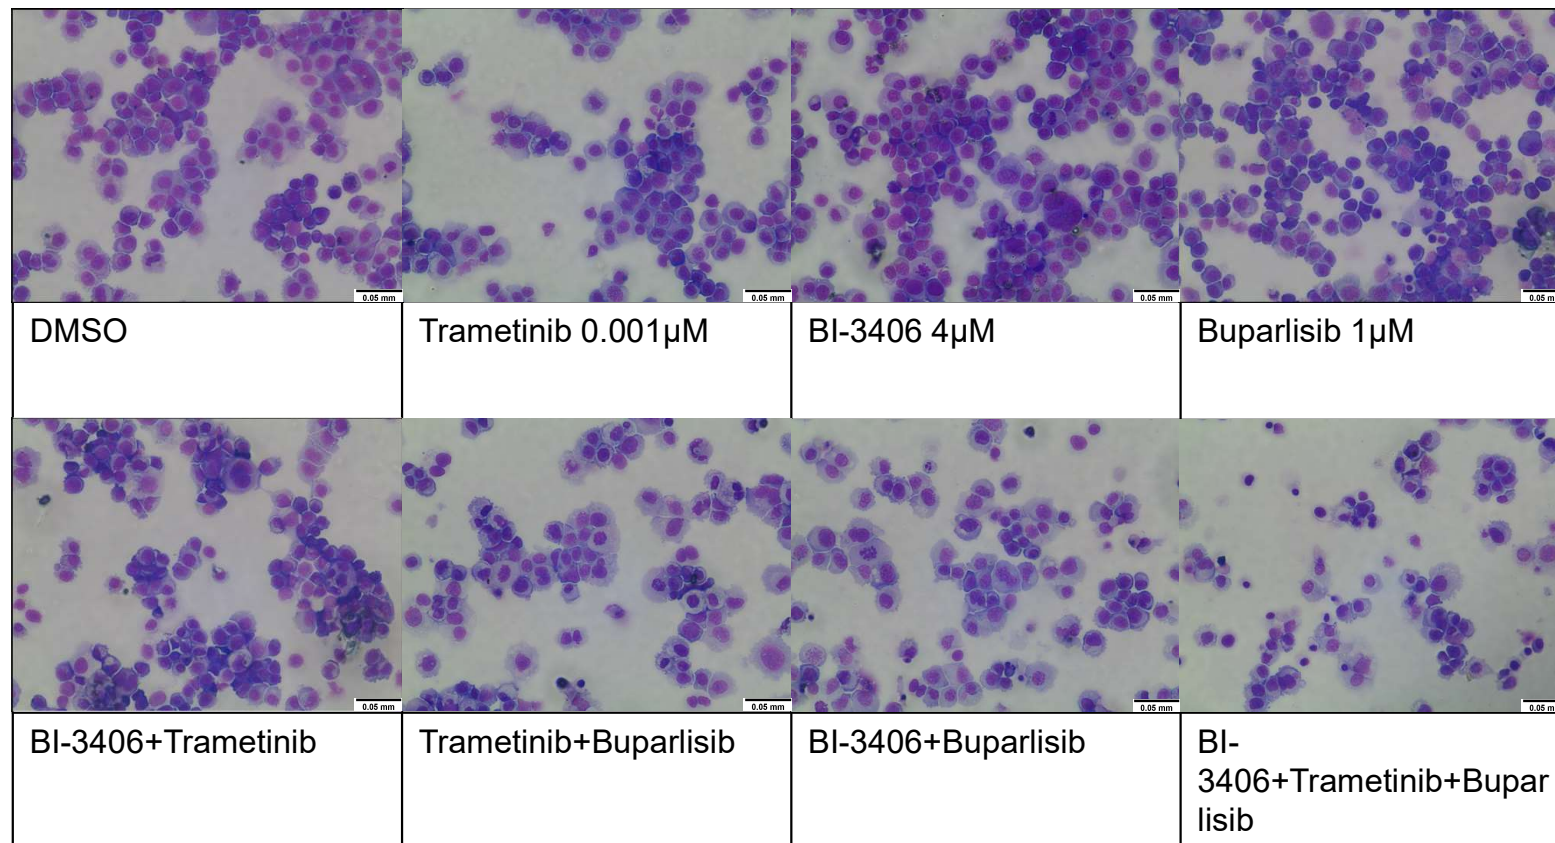 0.05 mm
0.05 mm
0.05 mm
0.05 m
DMSO
Trametinib 0.001µM
BI-3406 4µM
Buparlisib 1µM
0.05 mm
0.05 mm
0.05 mm
0.05 m
BI-3406+Trametinib
Trametinib+Buparlisib
BI-3406+Buparlisib
BI-
3406+Trametinib+Bupar
lisib